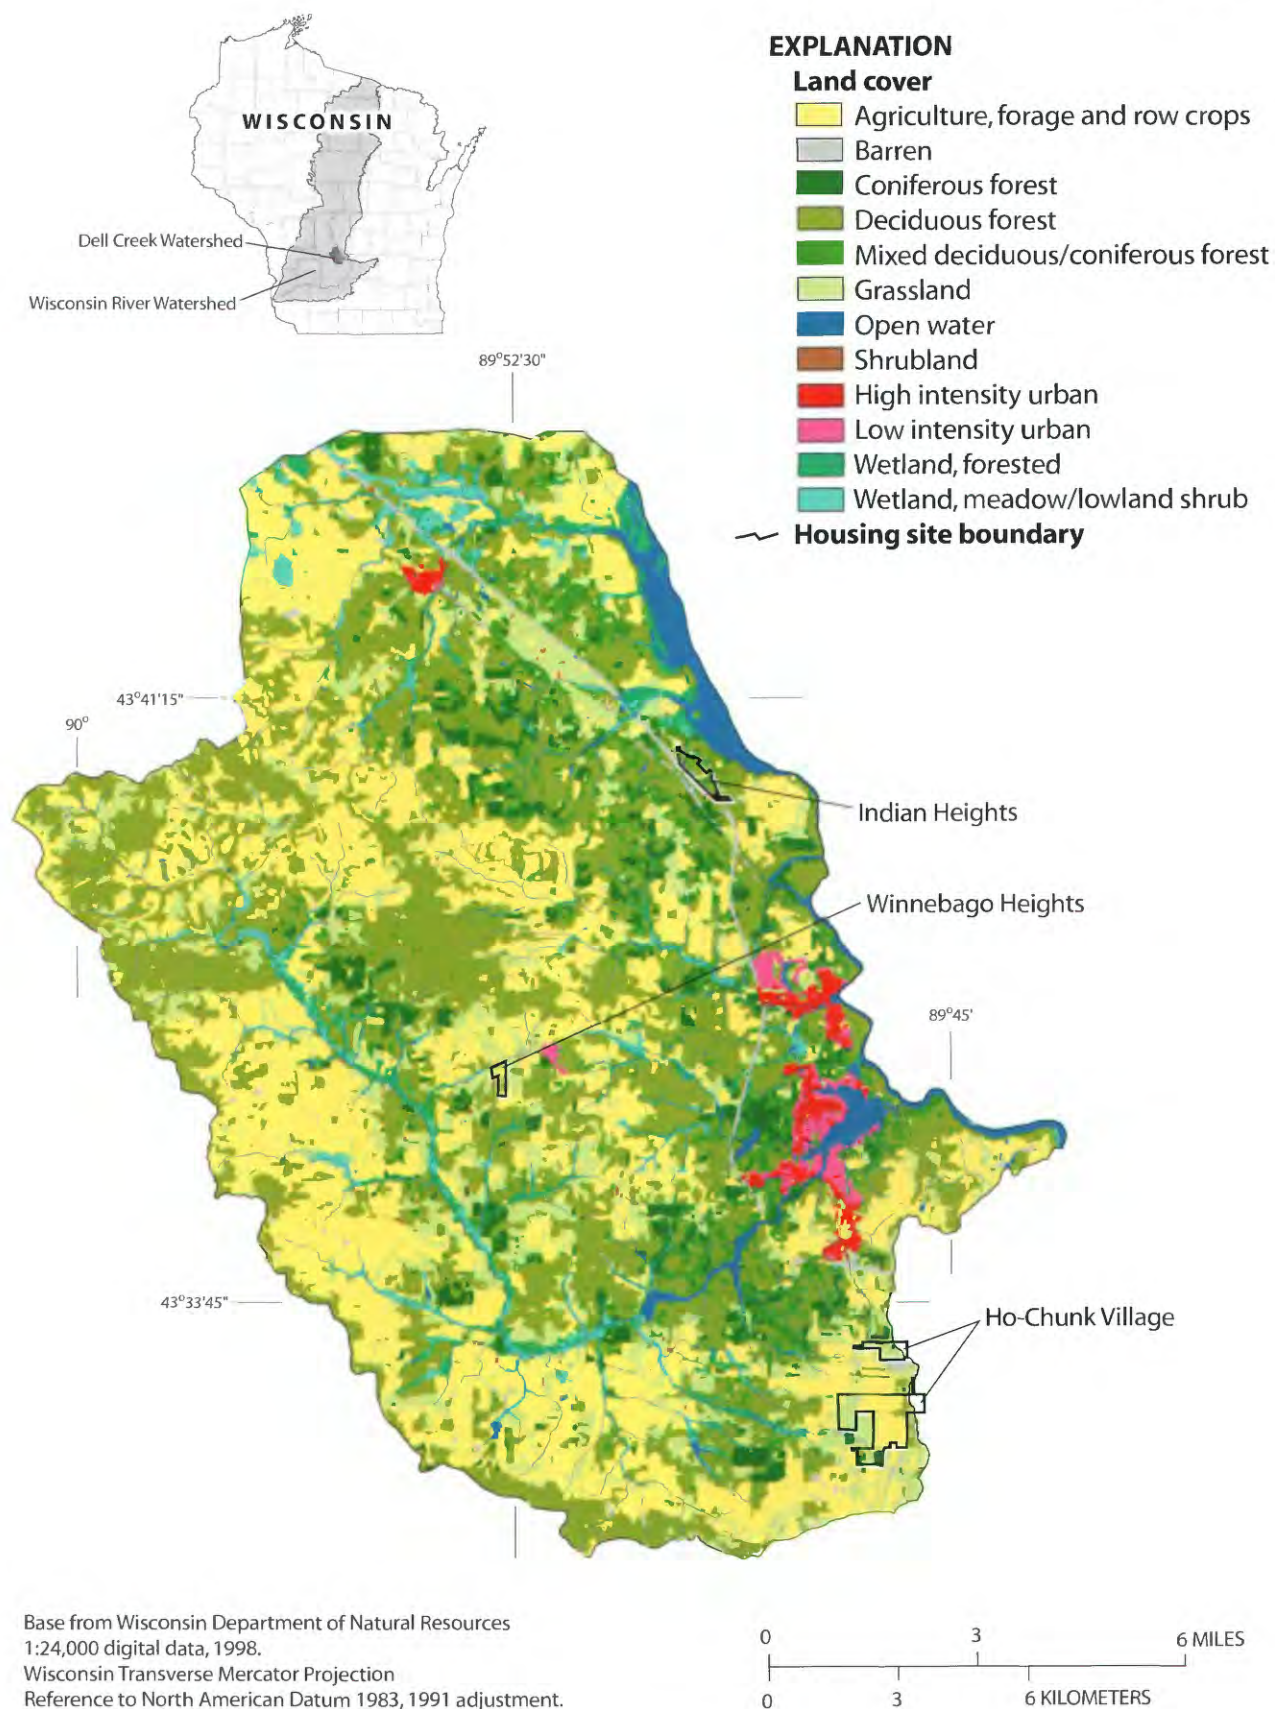 WISCONSIN
Dell Creek Watershed
Wisconsin River Watershed
EXPLANATION
Land cover
Agriculture, forage and row crops
Barren
Coniferous forest
Deciduous forest
Mixed deciduous/coniferous forest
Grassland
Open water
Shrubland
High intensity urban
Low intensity urban
Wetland, forested
Wetland, meadow/lowland shrub
Housing site boundary
89°52'30"
43°41'15"
90°
Indian Heights
Winnebago Heights
89°45'
43°33'45"
Ho-Chunk Village
Base from Wisconsin Department of Natural Resources
1:24,000 digital data, 1998.
Wisconsin Transverse Mercator Projection
Reference to North American Datum 1983, 1991 adjustment.
0 3 6 MILES
0 3 6 KILOMETERS